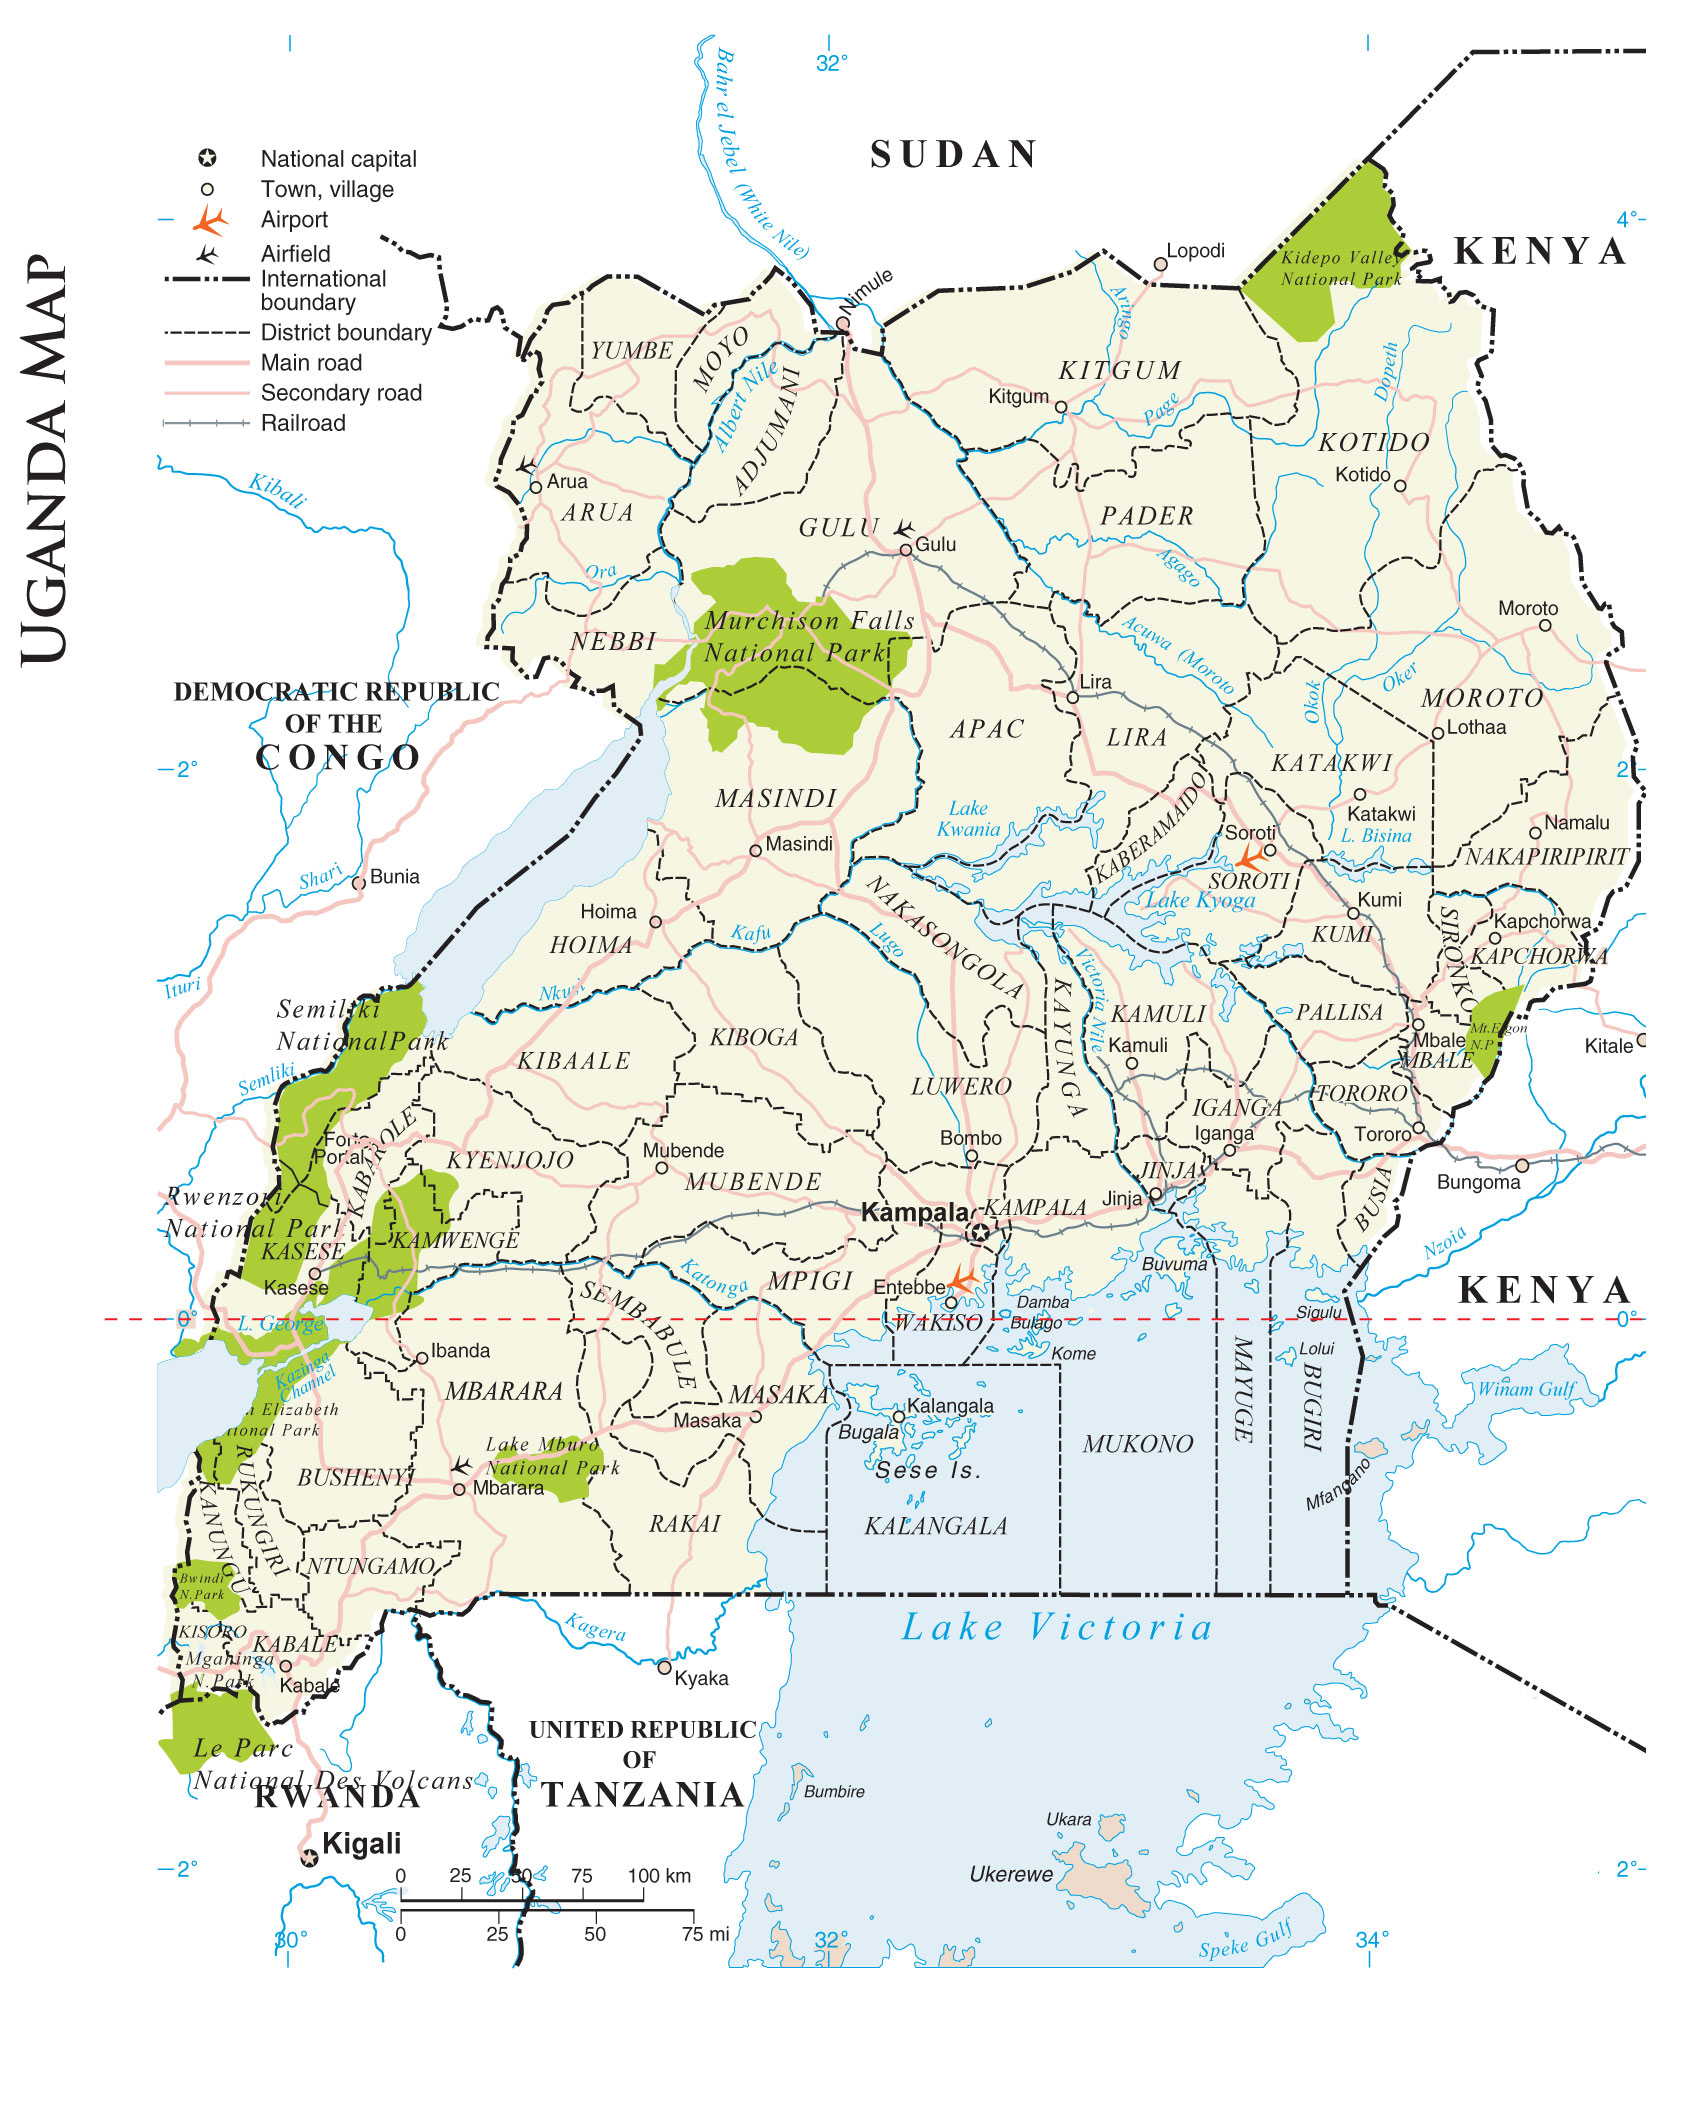 UGANDA MAP
32°
SUDAN
KENYA
4°
National capital
Town, village
Airport
Airfield
International
boundary
District boundary
Main road
Secondary road
Railroad
Bahr el Jebel (White Nile)
Nimule
Lopodi
Aringa
Kidepo Valley
National Park
YUMBE
MOYO
Albert Nile
ADJUMANI
KITGUM
Kitgum
Page
Dopeth
KOTIDO
Kotido
Kibali
Arua
ARUA
GULU
Gulu
PADER
Agago
Ora
NEBBI
Murchison Falls
National Park
Acuwa (Moroto)
Moroto
DEMOCRATIC REPUBLIC
OF THE
CONGO
2°
Lira
APAC
LIRA
Okok
Oker
MOROTO
Lothaa
KATAKWI
Katakwi
2°
MASINDI
Masindi
Lake
Kwania
KABERAMAIDO
Soroti
SOROTI
L. Bisina
Namalu
NAKAPIRIPIRIT
Shari
Bunia
Hoima
HOIMA
Kafu
Lugo
NAKASONGOLA
Lake Kyoga
Kumi
KUMI
SIRONKO
Kapchorwa
KAPCHORWA
Ituri
Semiliki
NationalPark
Semliki
KIBAALE
KIBOGA
KAYUNGA
Victoria Nile
KAMULI
Kamuli
PALLISA
Mbale
MBALE
Mt.Elgon
N.P
Kitale
LUWERO
IGANGA
Iganga
TORORO
Tororo
Fort
Portal
KABAROLE
KYENJOJO
Mubende
MUBENDE
Bombo
JINJA
Jinja
BUSIA
Bungoma
Rwenzori
National Park
KASESE
Kasese
KAMWENGE
Kampala
KAMPALA
Nzoia
Katonga
MPIGI
Entebbe
Buvuma
KENYA
0°
L. George
SEMBABULE
WAKISO
Damba
Bulago
Kome
Sigulu
0°
Kazinga
Channel
Ibanda
MBARARA
MASAKA
Masaka
Kalangala
Bugala
Sese Is.
KALANGALA
MUKONO
MAYUGE
Lolui
BUGIRI
Winam Gulf
Mfangano
Elizabeth
Park
Lake Mburo
National Park
Mbarara
BUSHENYI
RUKUNGIRI
KANUNGU
NTUNGAMO
RAKAI
Bwindi
N.Park
KISORO
Mgahinga
N.Park
KABALE
Kabale
Kagera
Kyaka
Lake Victoria
Le Parc
National Des Volcans
RWANDA
Kigali
UNITED REPUBLIC
OF
TANZANIA
Bumbire
Ukara
Ukerewe
Speke Gulf
2°
2°
0 25 50 75 100 km
0 25 50 75 mi
30°
32°
34°